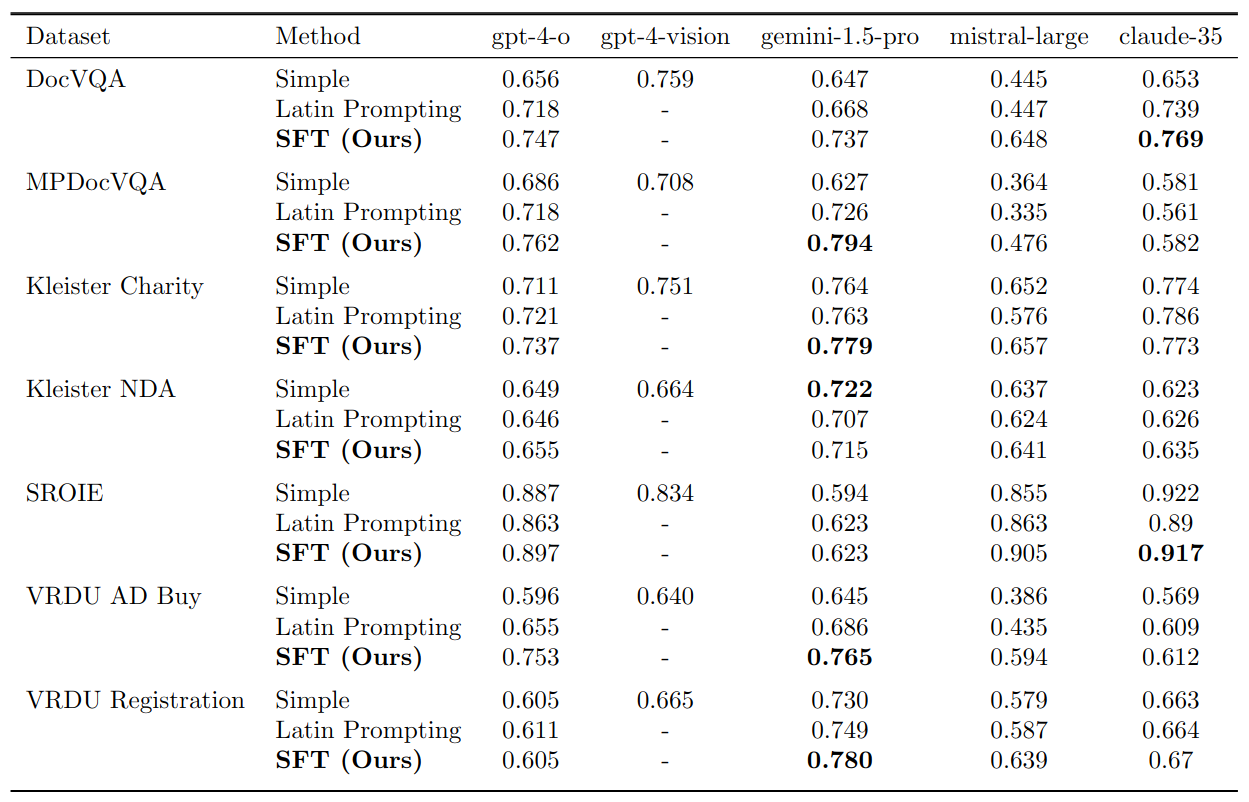 Dataset Method gpt-4-o gpt-4-vision gemini-1.5-pro mistral-large claude-35
DocVQA Simple 0.656 0.759 0.647 0.445 0.653
Latin Prompting 0.718 - 0.668 0.447 0.739
SFT (Ours) 0.747 - 0.737 0.648 0.769
MPDocVQA Simple 0.686 0.708 0.627 0.364 0.581
Latin Prompting 0.718 - 0.726 0.335 0.561
SFT (Ours) 0.762 - 0.794 0.476 0.582
Kleister Charity Simple 0.711 0.751 0.764 0.652 0.774
Latin Prompting 0.721 - 0.763 0.576 0.786
SFT (Ours) 0.737 - 0.779 0.657 0.773
Kleister NDA Simple 0.649 0.664 0.722 0.637 0.623
Latin Prompting 0.646 - 0.707 0.624 0.626
SFT (Ours) 0.655 - 0.715 0.641 0.635
SROIE Simple 0.887 0.834 0.594 0.855 0.922
Latin Prompting 0.863 - 0.623 0.863 0.89
SFT (Ours) 0.897 - 0.623 0.905 0.917
VRDU AD Buy Simple 0.596 0.640 0.645 0.386 0.569
Latin Prompting 0.655 - 0.686 0.435 0.609
SFT (Ours) 0.753 - 0.765 0.594 0.612
VRDU Registration Simple 0.605 0.665 0.730 0.579 0.663
Latin Prompting 0.611 - 0.749 0.587 0.664
SFT (Ours) 0.605 - 0.780 0.639 0.67